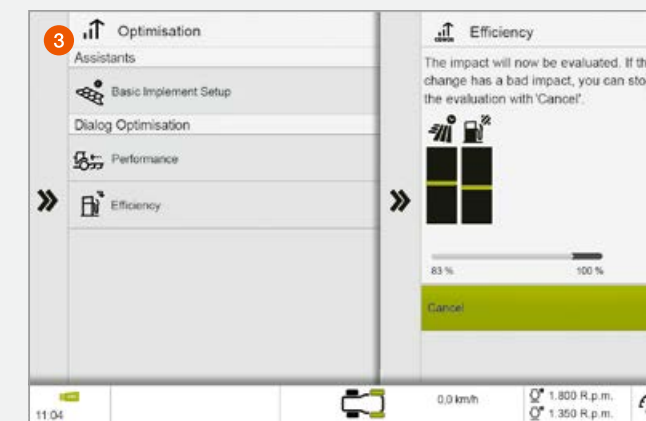 3
Optimisation
Assistants
Basic Implement Setup
Dialog Optimisation
Performance
Efficiency
Efficiency
The impact will now be evaluated. If th
change has a bad impact, you can sto
the evaluation with 'Cancel'.
83 %
100 %
Cancel
11:04
0,0 km/h
1.800 R.p.m.
1.350 R.p.m.